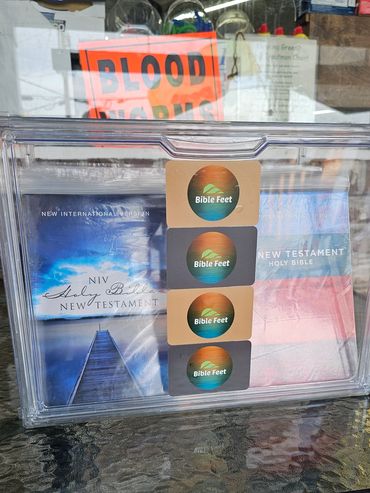 BLOOD
WORMS
NEW INTERNATIONAL VERSION
NIV
Holy Bible
NEW TESTAMENT
Bible Feet
Bible Feet
Bible Feet
Bible Feet
NEW TESTAMENT
HOLY BIBLE